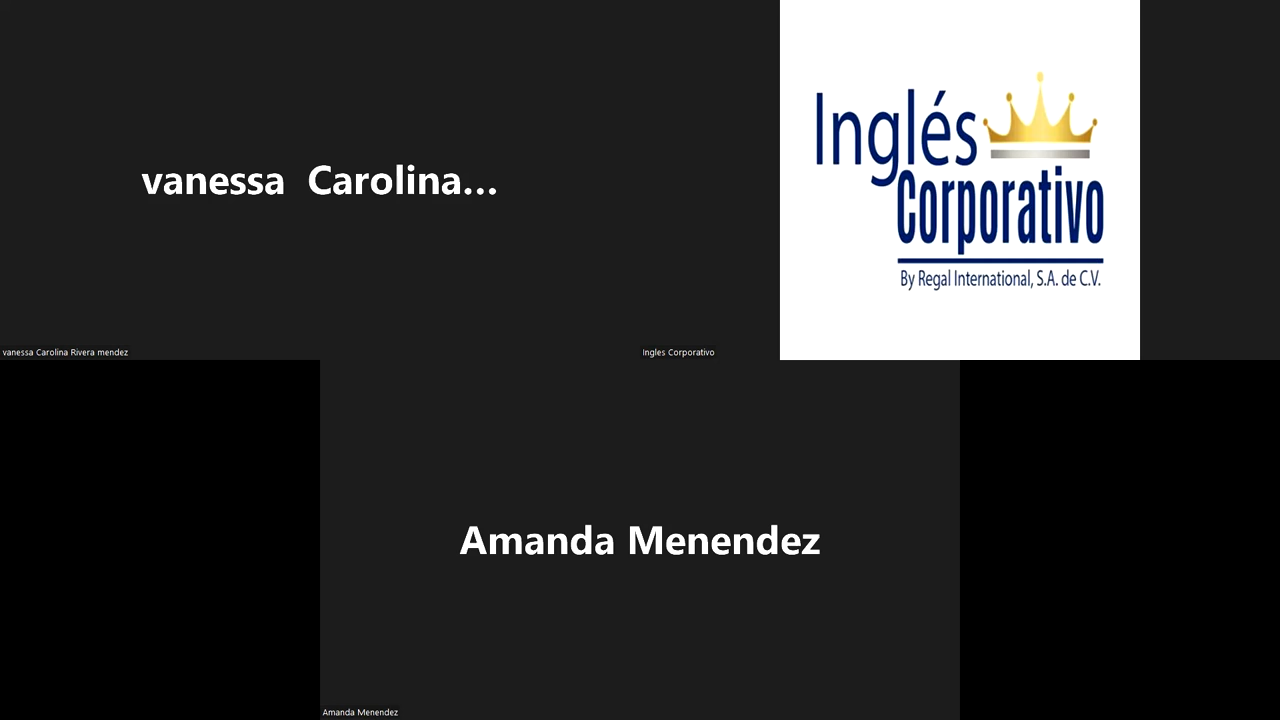 vanessa  Carolina...
Inglés
Corporativo
By Regal International, S.A. de C.V.
vanessa Carolina Rivera mendez
Ingles Corporativo
Amanda Menendez
Amanda Menendez